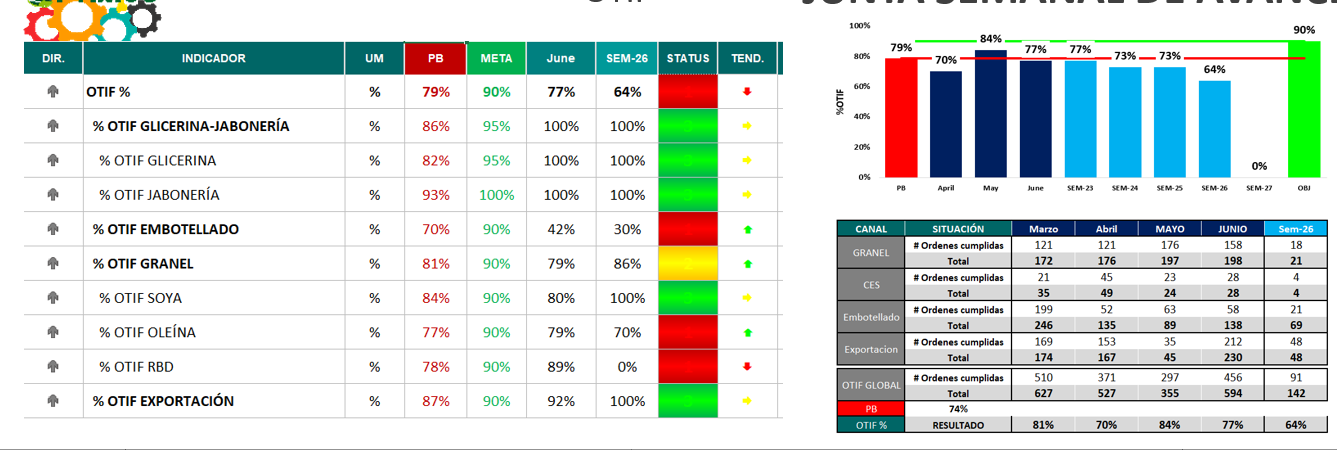 OTIF
JUNTA SEMANAL DE AVANCE
DIR. INDICADOR UM PB META June SEM-26 STATUS TEND.
OTIF % % 79% 90% 77% 64%
% OTIF GLICERINA-JABONERÍA % 86% 95% 100% 100%
% OTIF GLICERINA % 82% 95% 100% 100%
% OTIF JABONERÍA % 93% 100% 100% 100%
% OTIF EMBOTELLADO % 70% 90% 42% 30%
% OTIF GRANEL % 81% 90% 79% 86%
% OTIF SOYA % 84% 90% 80% 100%
% OTIF OLEÍNA % 77% 90% 79% 70%
% OTIF RBD % 78% 90% 89% 0%
% OTIF EXPORTACIÓN % 87% 90% 92% 100%
%OTIF
100%
80%
60%
40%
20%
0%
79% 70% 84% 77% 77% 73% 73% 64% 0% 90%
PB April May June SEM-23 SEM-24 SEM-25 SEM-26 SEM-27 OBJ
CANAL SITUACIÓN Marzo Abril MAYO JUNIO Sem-26
GRANEL # Ordenes cumplidas 121 121 176 158 18
Total 172 176 197 198 21
CES # Ordenes cumplidas 21 45 23 28 4
Total 35 49 24 28 4
Embotellado # Ordenes cumplidas 199 52 63 58 21
Total 246 135 89 138 69
Exportacion # Ordenes cumplidas 169 153 35 212 48
Total 174 167 45 230 48
OTIF GLOBAL # Ordenes cumplidas 510 371 297 456 91
Total 627 527 355 594 142
PB 74%
OTIF % RESULTADO 81% 70% 84% 77% 64%